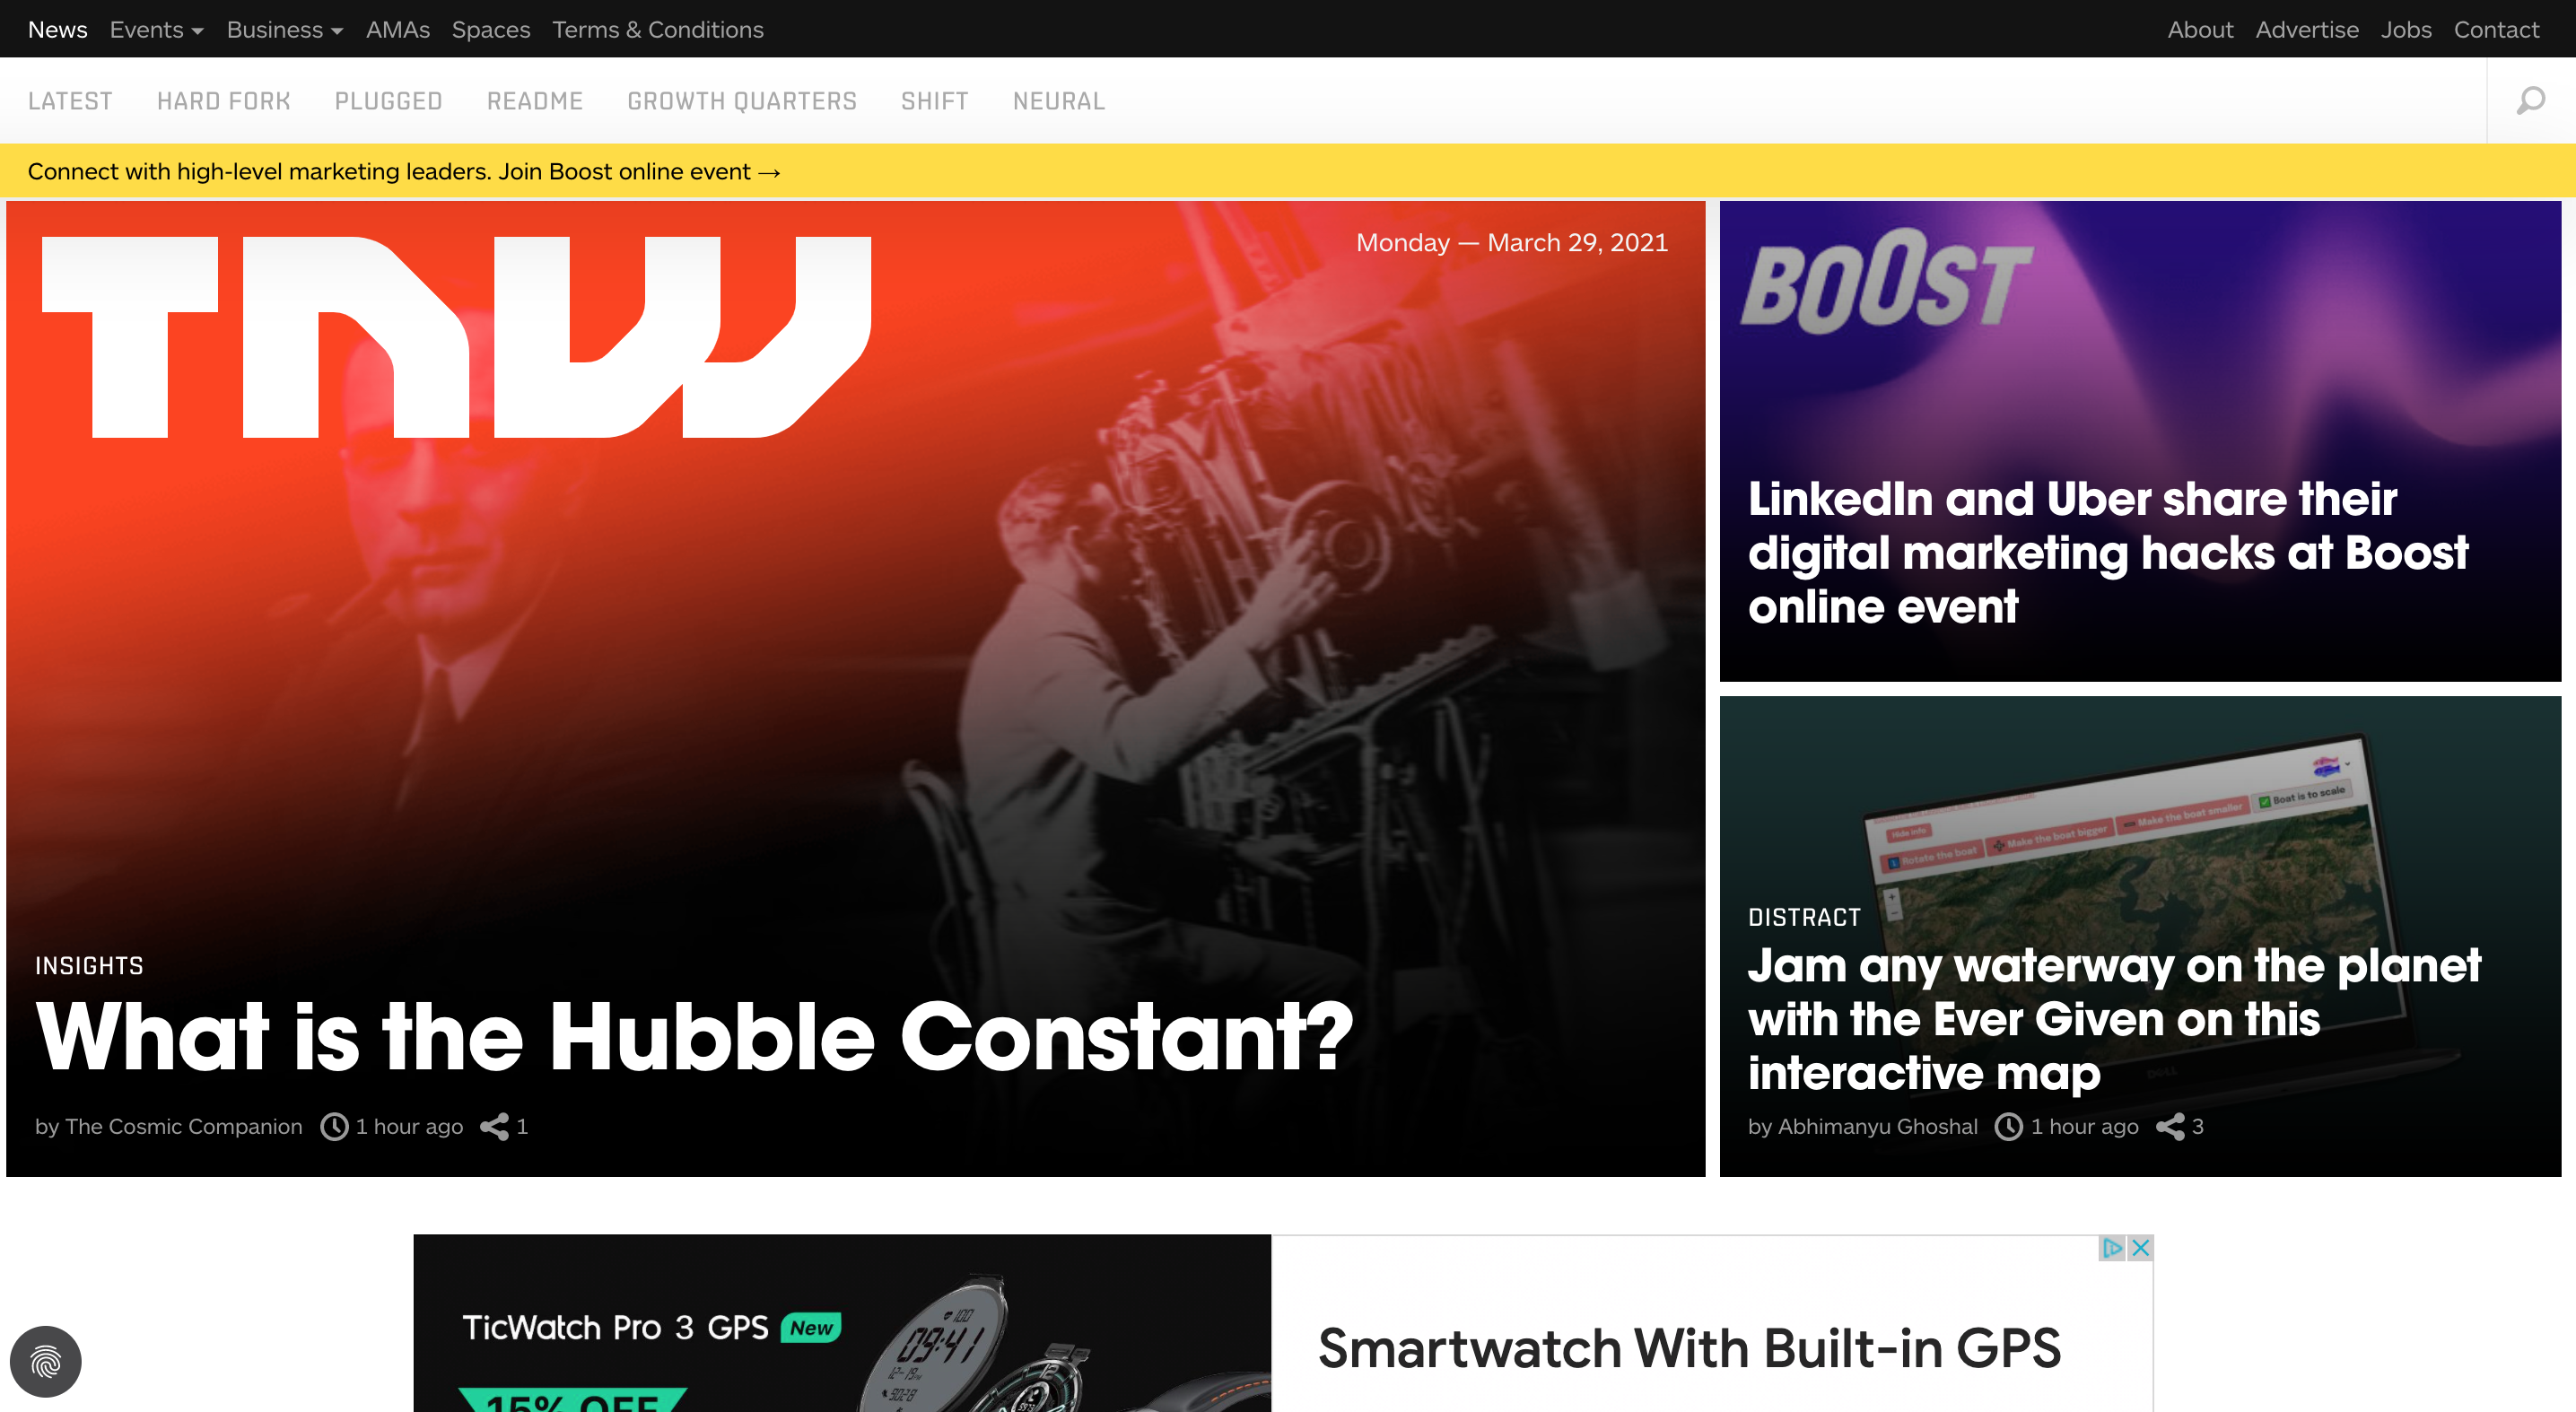 News Events Business AMAs Spaces Terms & Conditions About Advertise Jobs Contact
LATEST HARD FORK PLUGGED README GROWTH QUARTERS SHIFT NEURAL
Connect with high-level marketing leaders. Join Boost online event →
TNW
Monday — March 29, 2021
INSIGHTS
What is the Hubble Constant?
by The Cosmic Companion 1 hour ago 1
BOOST
LinkedIn and Uber share their
digital marketing hacks at Boost
online event
Hide info
Rotate the boat Make the boat bigger Make the boat smaller Boat is to scale
DELL
DISTRACT
Jam any waterway on the planet
with the Ever Given on this
interactive map
by Abhimanyu Ghoshal 1 hour ago 3
TicWatch Pro 3 GPS New
15% OFF
100
09:41
Smartwatch With Built-in GPS